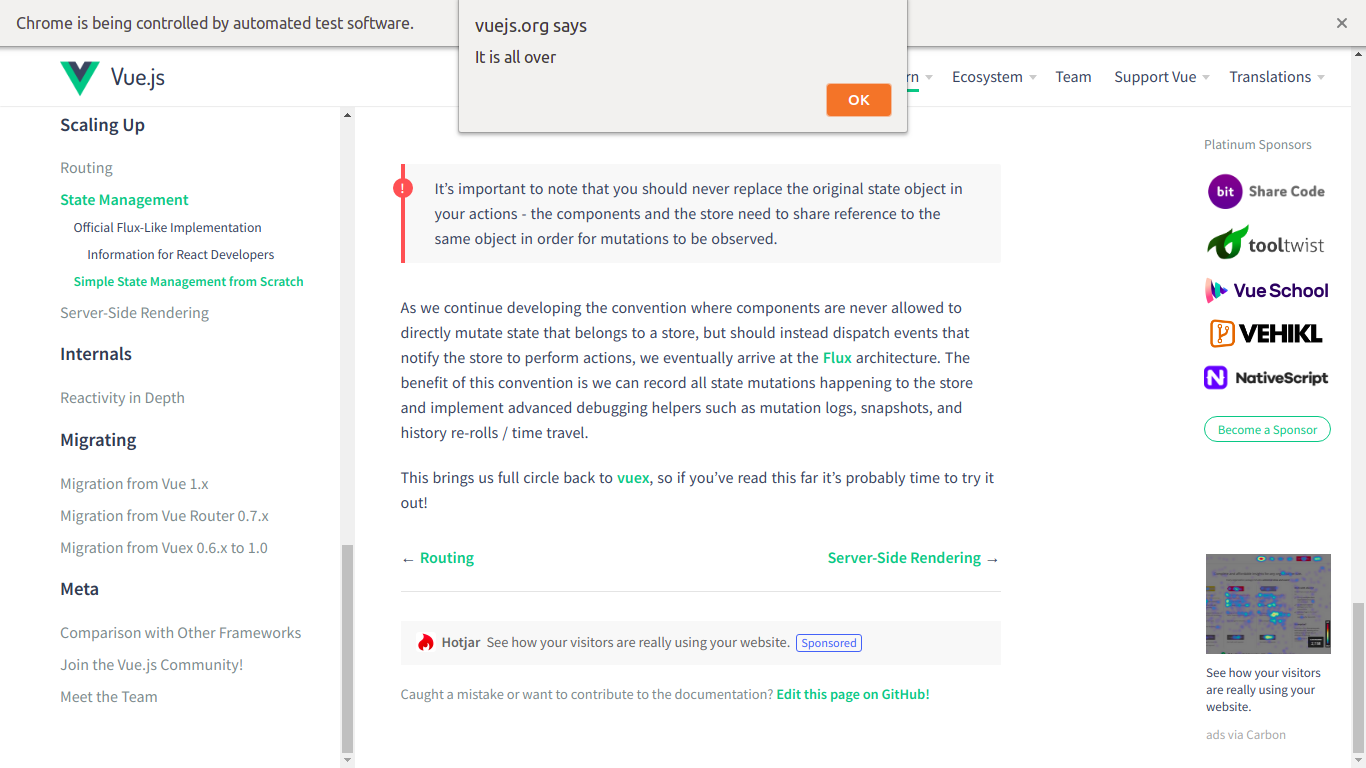 Chrome is being controlled by automated test software.
vuejs.org says
It is all over
OK
Vue.js
Ecosystem
Team
Support Vue
Translations
Scaling Up
Routing
State Management
Official Flux-Like Implementation
Information for React Developers
Simple State Management from Scratch
Server-Side Rendering
Internals
Reactivity in Depth
Migrating
Migration from Vue 1.x
Migration from Vue Router 0.7.x
Migration from Vuex 0.6.x to 1.0
Meta
Comparison with Other Frameworks
Join the Vue.js Community!
Meet the Team
!
It’s important to note that you should never replace the original state object in
your actions - the components and the store need to share reference to the
same object in order for mutations to be observed.
As we continue developing the convention where components are never allowed to
directly mutate state that belongs to a store, but should instead dispatch events that
notify the store to perform actions, we eventually arrive at the Flux architecture. The
benefit of this convention is we can record all state mutations happening to the store
and implement advanced debugging helpers such as mutation logs, snapshots, and
history re-rolls / time travel.
This brings us full circle back to vuex, so if you’ve read this far it’s probably time to try it
out!
← Routing
Server-Side Rendering →
Hotjar See how your visitors are really using your website. Sponsored
Caught a mistake or want to contribute to the documentation? Edit this page on GitHub!
Platinum Sponsors
bit Share Code
tooltwist
Vue School
VEHIKL
N NativeScript
Become a Sponsor
See how your visitors
are really using your
website.
ads via Carbon